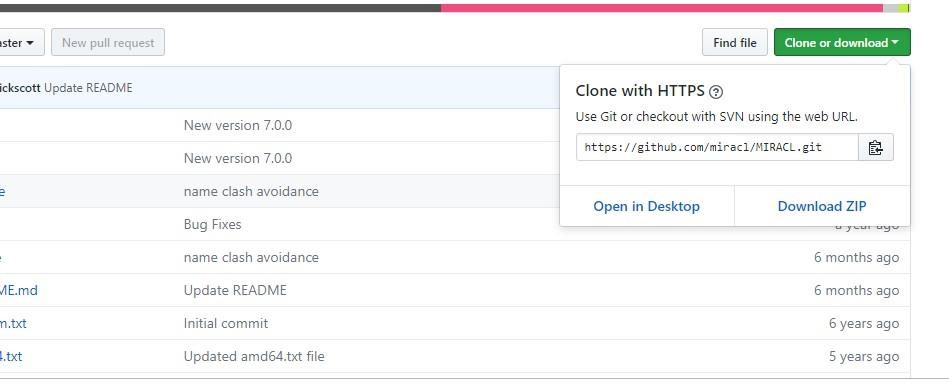 ster
New pull request
Find file
Clone or download
ickscott Update README
Clone with HTTPS
Use Git or checkout with SVN using the web URL.
https://github.com/miracl/MIRACL.git
Open in Desktop
Download ZIP
New version 7.0.0
New version 7.0.0
e name clash avoidance
Bug Fixes a year ago
e name clash avoidance 6 months ago
ME.md Update README 6 months ago
m.txt Initial commit 6 years ago
4.txt Updated amd64.txt file 5 years ago